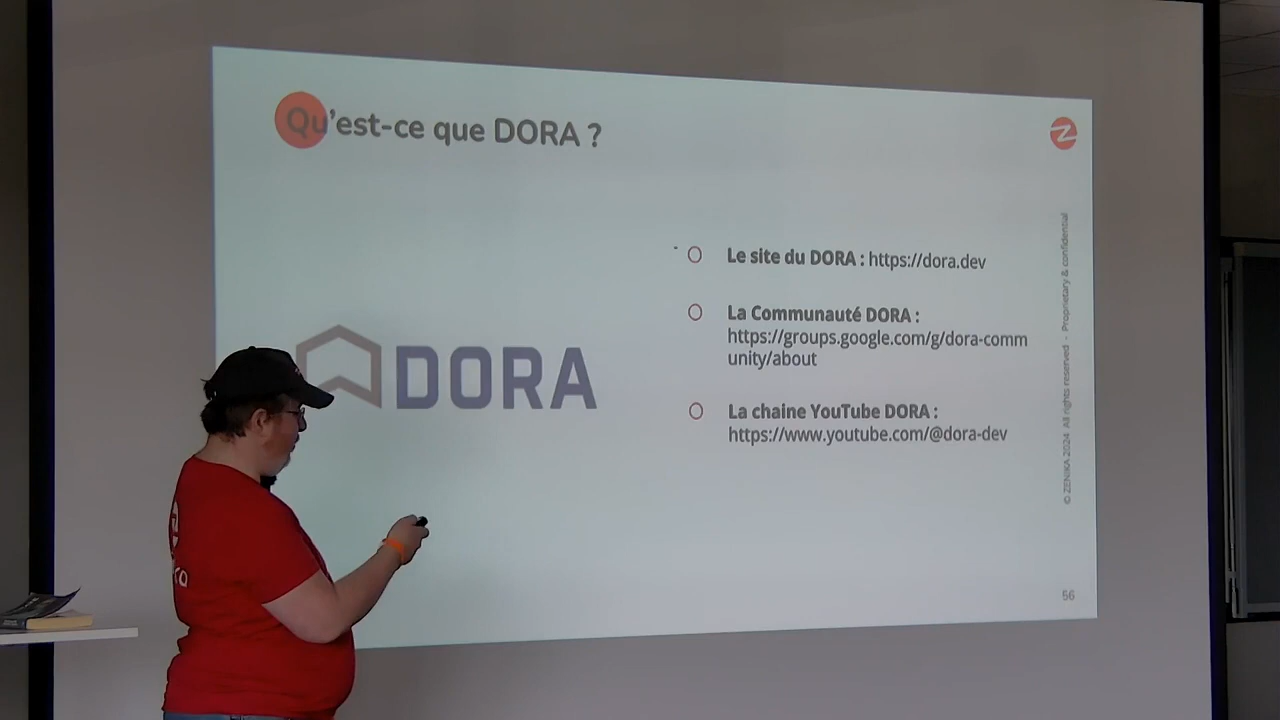 Qu'est-ce que DORA ?
Le site du DORA : https://dora.dev
La Communauté DORA :
https://groups.google.com/g/dora-comm
unity/about
La chaine YouTube DORA :
https://www.youtube.com/@dora-dev
DORA
© ZENIKA 2024 All rights reserved - Proprietary & confidential
56